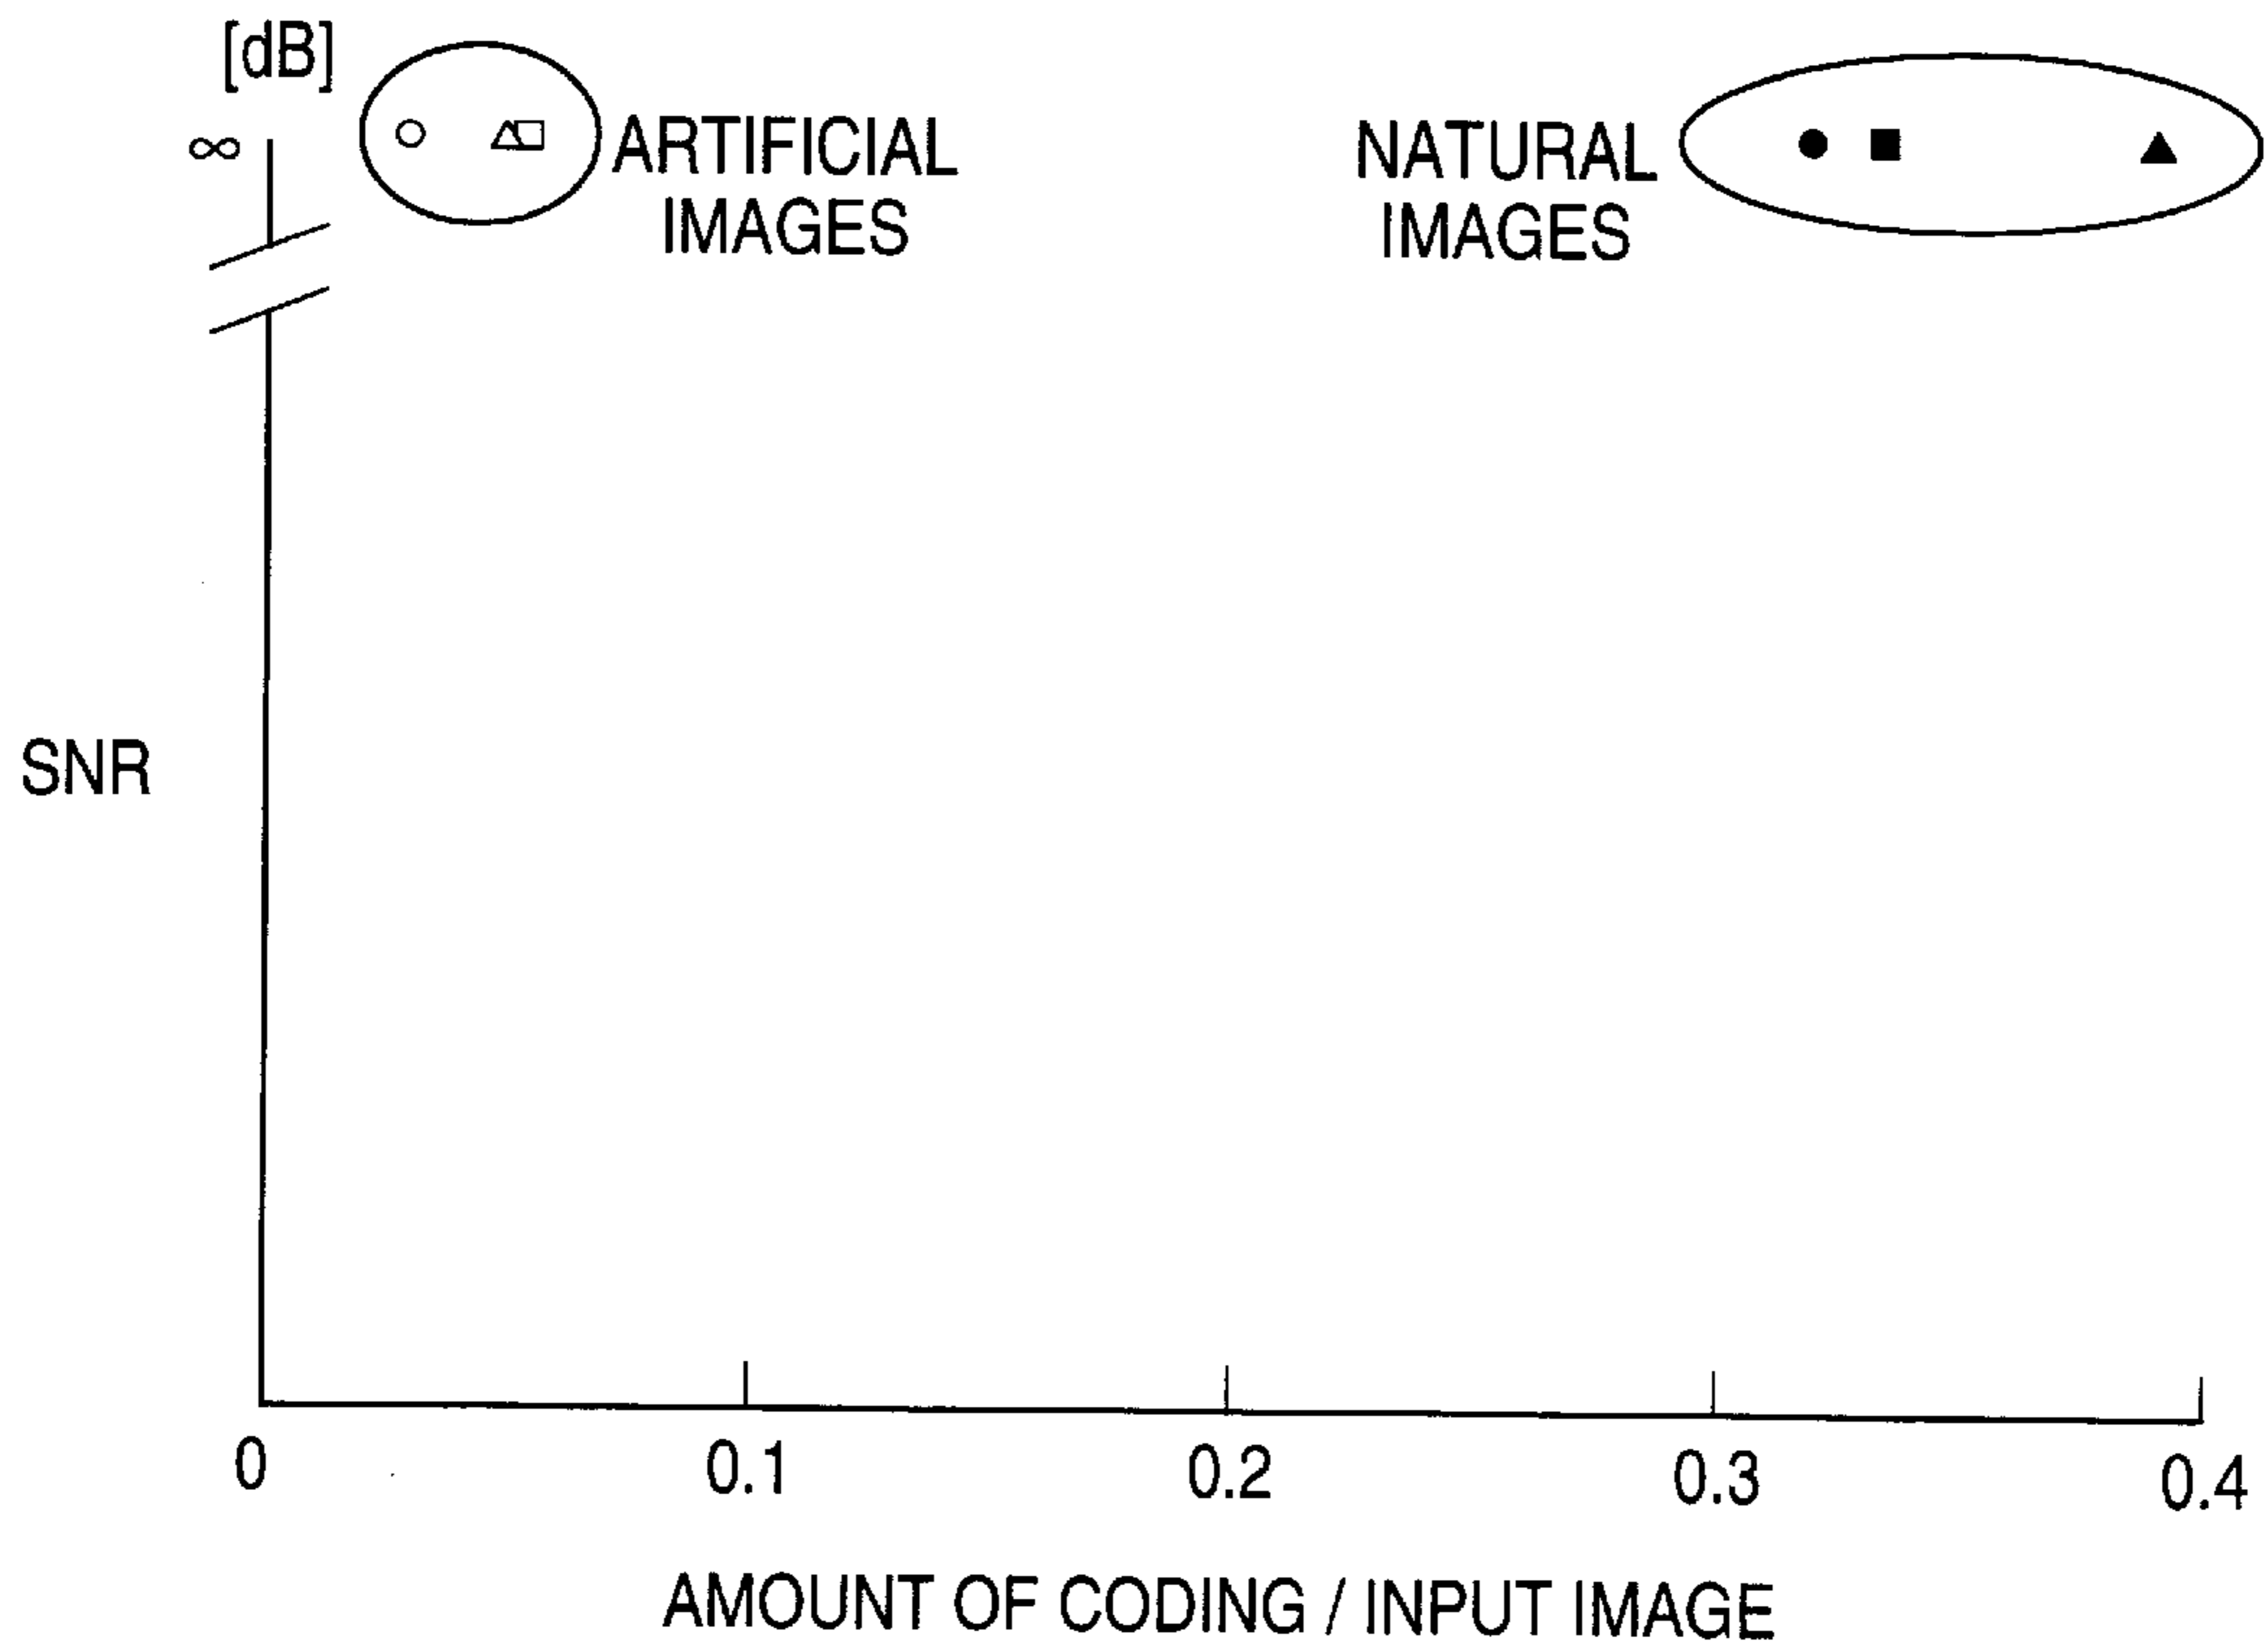 [dB]
∞
ARTIFICIAL
IMAGES
NATURAL
IMAGES
SNR
0
0.1
0.2
0.3
0.4
AMOUNT OF CODING / INPUT IMAGE